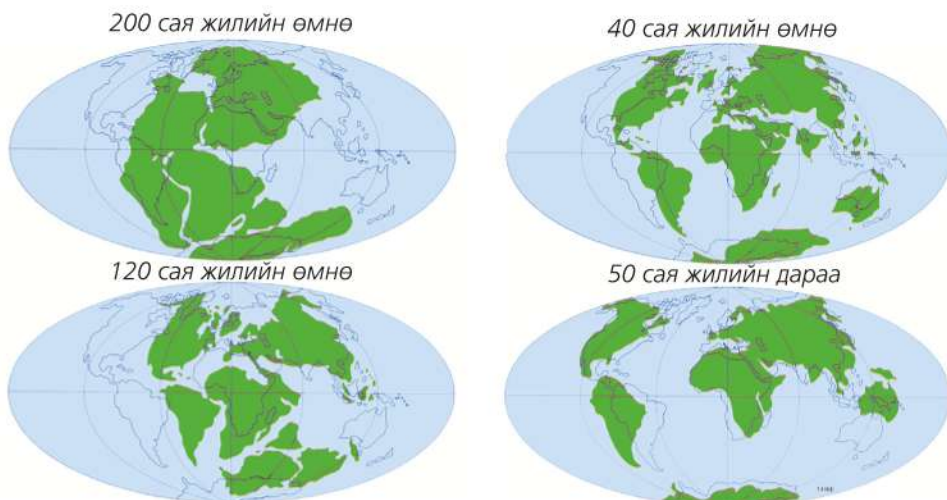 200 сая жилийн өмнө
40 сая жилийн өмнө
120 сая жилийн өмнө
50 сая жилийн дараа